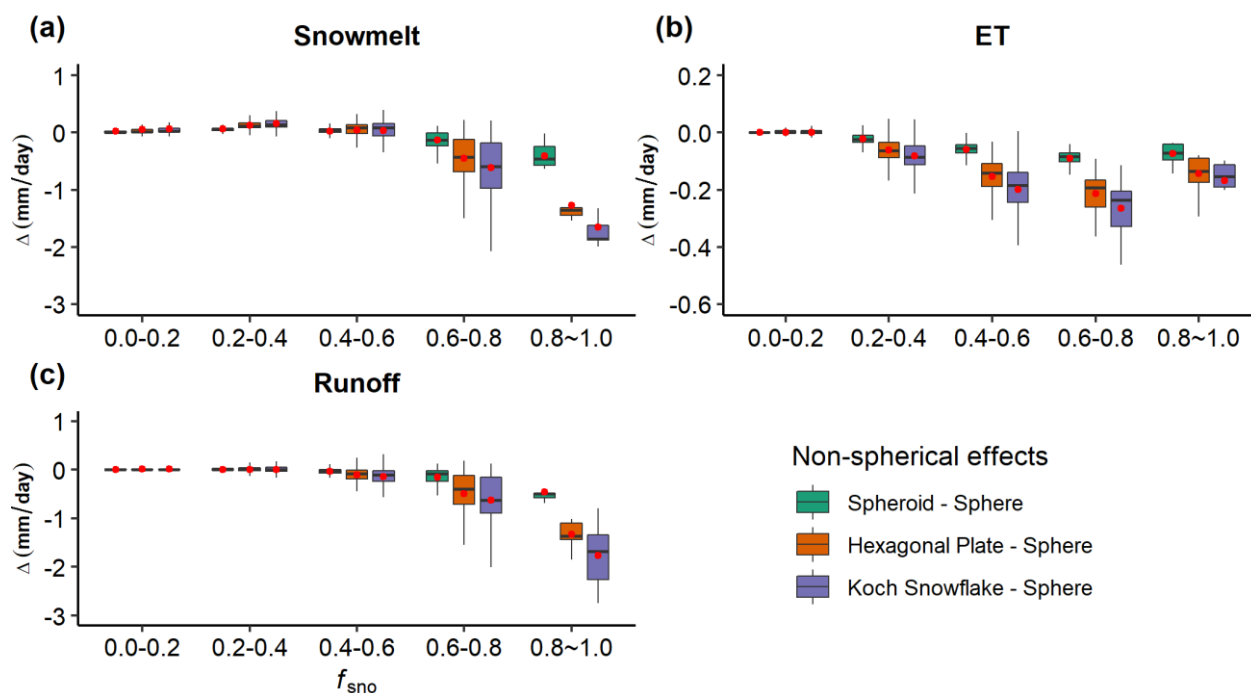 (a)
Snowmelt
Δ (mm/day)
1
0
-1
-2
-3
0.0-0.2 0.2-0.4 0.4-0.6 0.6-0.8 0.8~1.0
(b)
ET
Δ (mm/day)
0.2
0.0
-0.2
-0.4
-0.6
0.0-0.2 0.2-0.4 0.4-0.6 0.6-0.8 0.8~1.0
(c)
Runoff
Δ (mm/day)
1
0
-1
-2
-3
0.0-0.2 0.2-0.4 0.4-0.6 0.6-0.8 0.8~1.0
fsno
Non-spherical effects
Spheroid - Sphere
Hexagonal Plate - Sphere
Koch Snowflake - Sphere